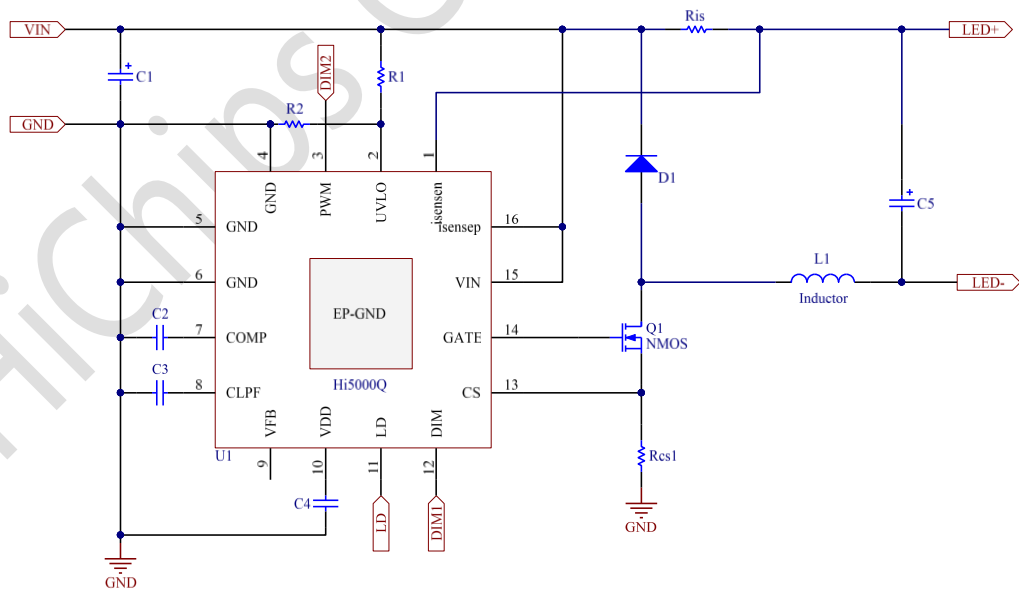 VIN
Ris
LED+
C1
DIM2
R1
GND
R2
4
3
2
1
GND
PWM
UVLO
isensen
D1
C5
5
GND
isensep
16
6
GND
VIN
15
L1
Inductor
LED-
EP-GND
C2
7
COMP
GATE
14
Q1
NMOS
C3
8
CLPF
Hi5000Q
CS
13
VFB
VDD
LD
DIM
U1
9
10
11
12
Rcs1
C4
LD
DIM1
GND
GND
HiChips C